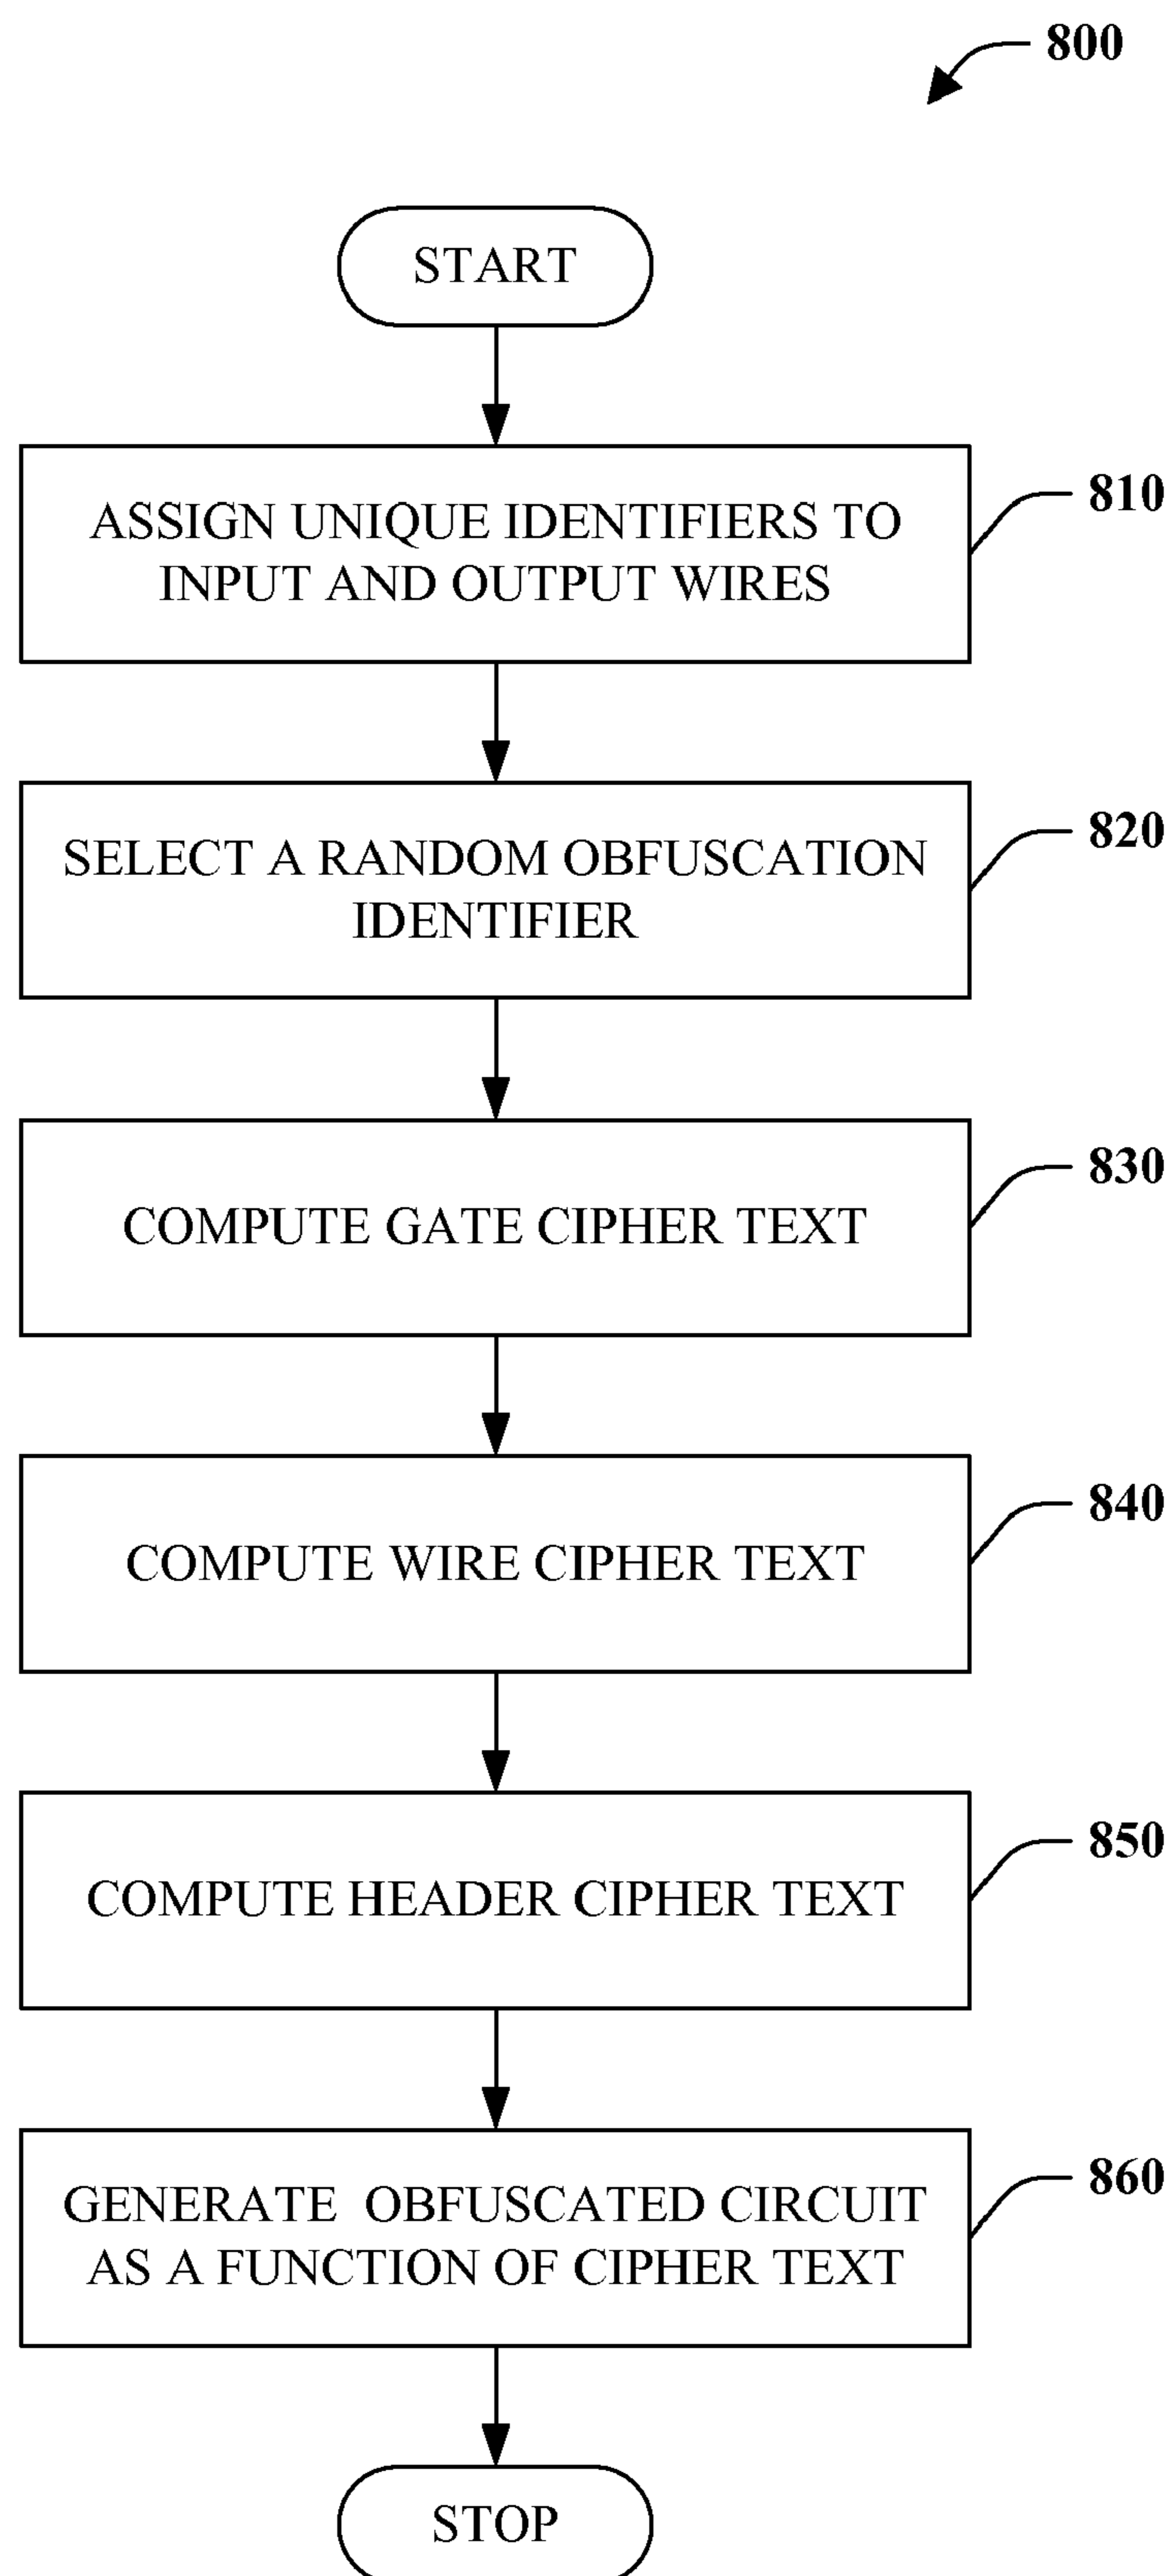 800
START
ASSIGN UNIQUE IDENTIFIERS TO
INPUT AND OUTPUT WIRES
810
SELECT A RANDOM OBFUSCATION
IDENTIFIER
820
COMPUTE GATE CIPHER TEXT
830
COMPUTE WIRE CIPHER TEXT
840
COMPUTE HEADER CIPHER TEXT
850
GENERATE OBFUSCATED CIRCUIT
AS A FUNCTION OF CIPHER TEXT
860
STOP